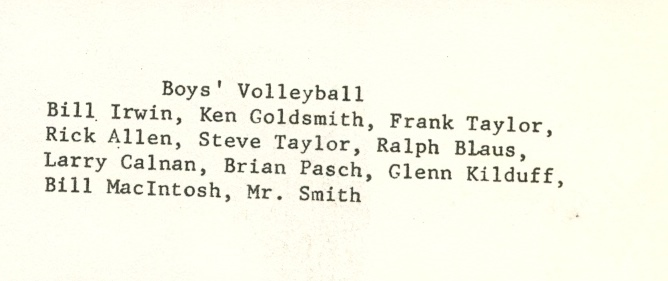 Boys' Volleyball
Bill Irwin, Ken Goldsmith, Frank Taylor,
Rick Allen, Steve Taylor, Ralph Blaus,
Larry Calnan, Brian Pasch, Glenn Kilduff,
Bill MacIntosh, Mr. Smith